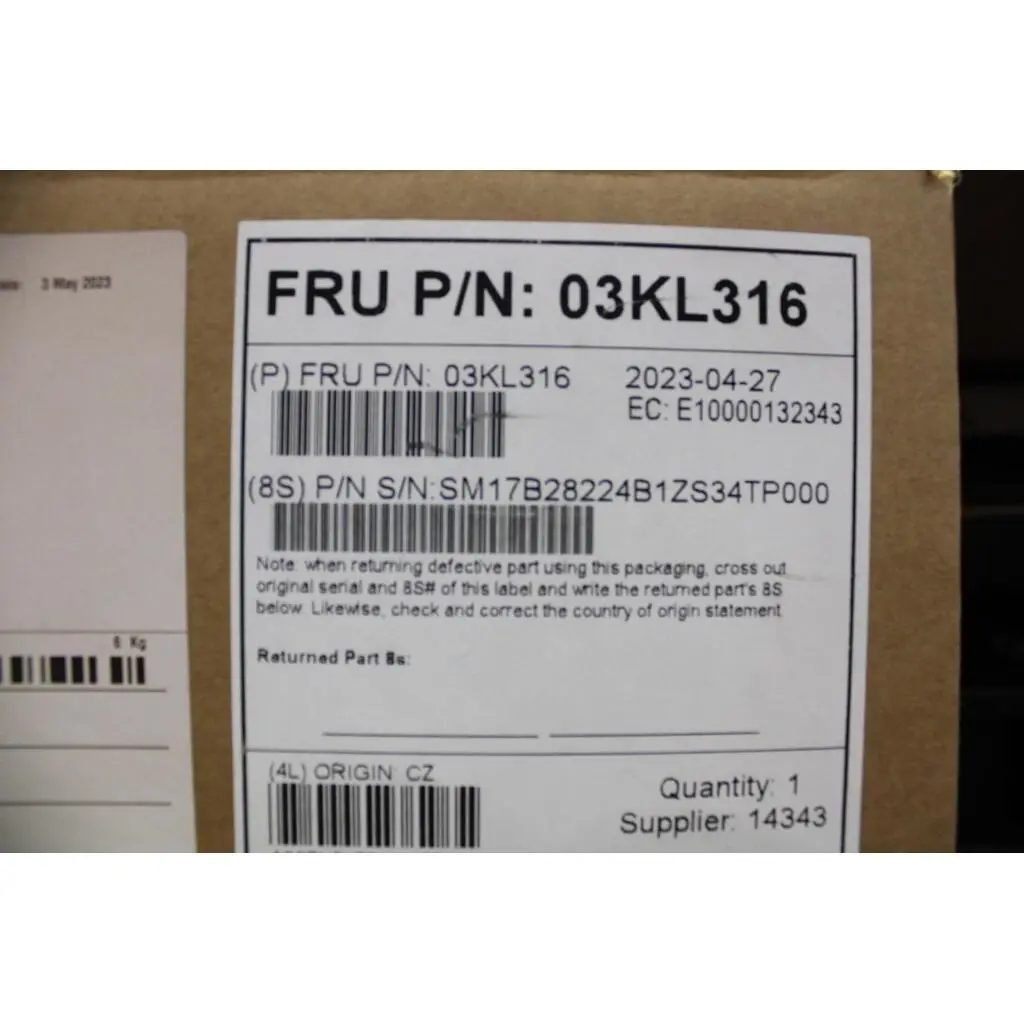 3 May 2023
6 Kg
FRU P/N: 03KL316
(P) FRU P/N: 03KL316
2023-04-27
EC: E10000132343
(8S) P/N S/N:SM17B28224B1ZS34TP000
Note: when returning defective part using this packaging, cross out
original serial and 8S# of this label and write the returned part's 8S
below. Likewise, check and correct the country of origin statement.
Returned Part 8s:
(4L) ORIGIN: CZ
Quantity: 1
Supplier: 14343